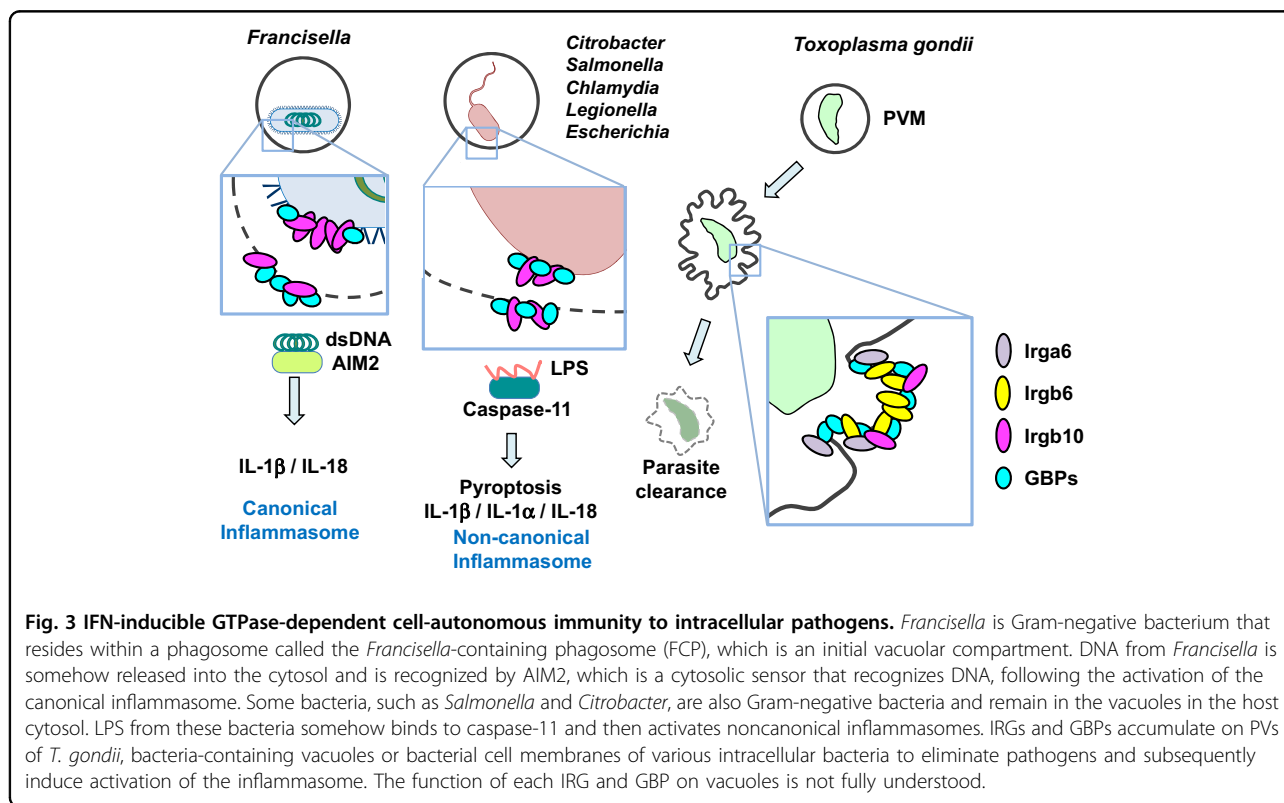 Francisella
Citrobacter
Salmonella
Chlamydia
Legionella
Escherichia
Toxoplasma gondii
PVM
dsDNA
AIM2
LPS
Caspase-11
IL-1β / IL-18
Canonical
Inflammasome
Pyroptosis
IL-1β / IL-1α / IL-18
Non-canonical
Inflammasome
Parasite
clearance
Irga6
Irgb6
Irgb10
GBPs
Fig. 3 IFN-inducible GTPase-dependent cell-autonomous immunity to intracellular pathogens. Francisella is Gram-negative bacterium that
resides within a phagosome called the Francisella-containing phagosome (FCP), which is an initial vacuolar compartment. DNA from Francisella is
somehow released into the cytosol and is recognized by AIM2, which is a cytosolic sensor that recognizes DNA, following the activation of the
canonical inflammasome. Some bacteria, such as Salmonella and Citrobacter, are also Gram-negative bacteria and remain in the vacuoles in the host
cytosol. LPS from these bacteria somehow binds to caspase-11 and then activates noncanonical inflammasomes. IRGs and GBPs accumulate on PVs
of T. gondii, bacteria-containing vacuoles or bacterial cell membranes of various intracellular bacteria to eliminate pathogens and subsequently
induce activation of the inflammasome. The function of each IRG and GBP on vacuoles is not fully understood.